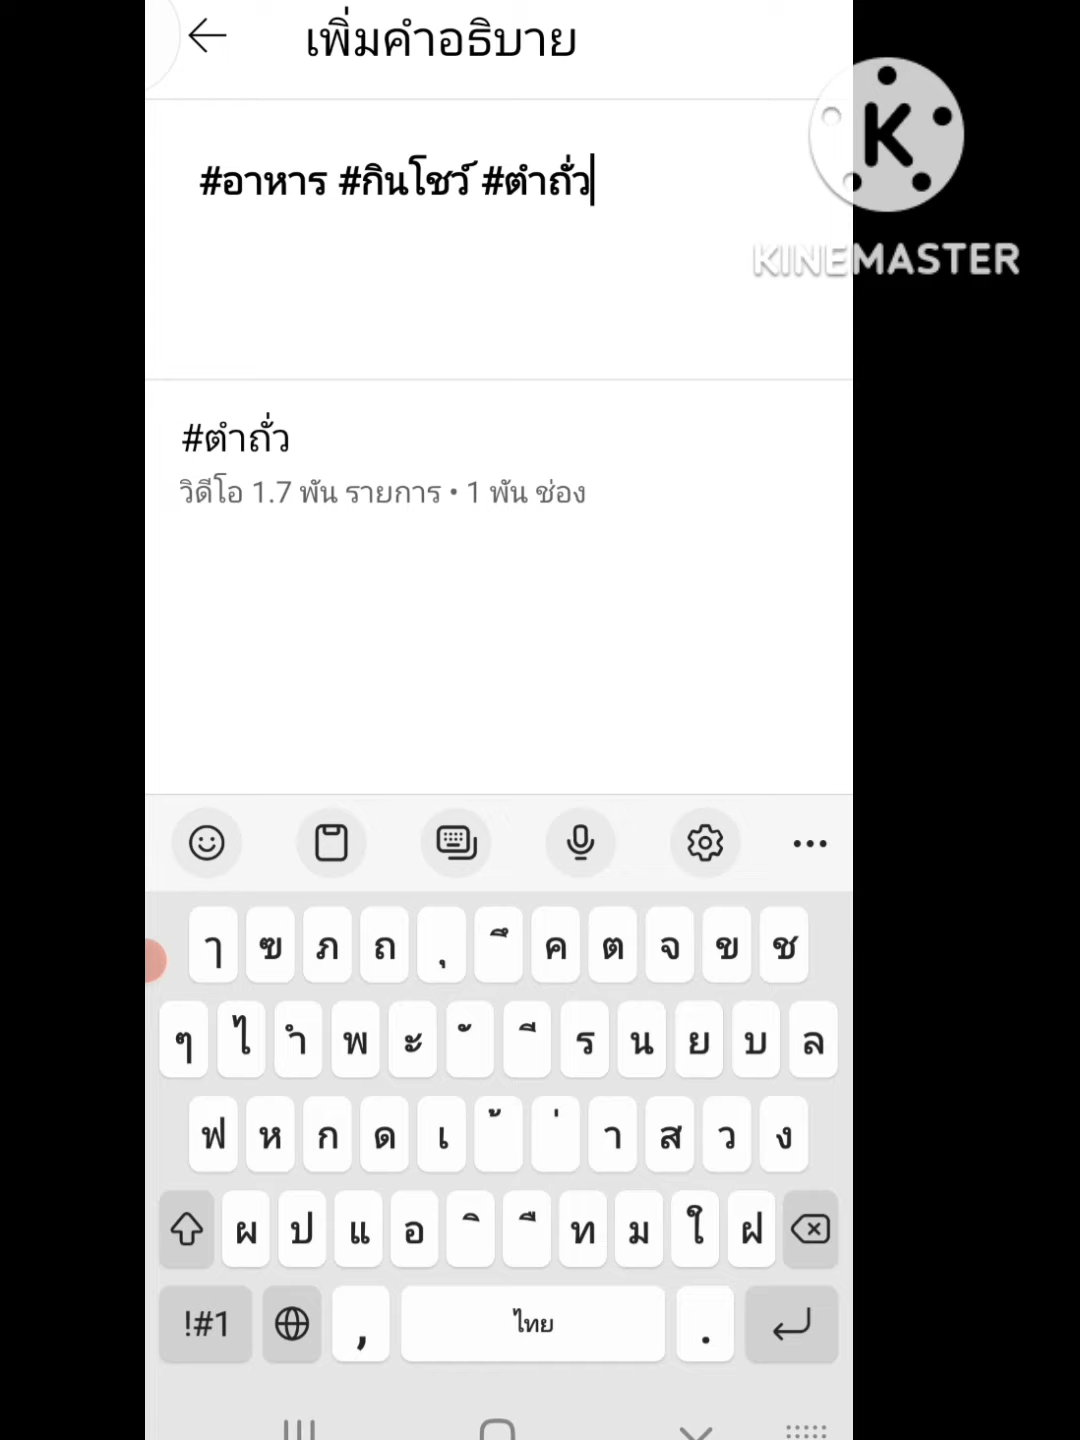 เพิ่มคำอธิบาย
#อาหาร #กินโชว์ #ตำถั่ว
K
KINEMASTER
#ตำถั่ว
วิดีโอ 1.7 พัน รายการ • 1 พัน ช่อง
ๅ ฃ ภ ถ ุ ึ ค ต จ ข ช
ๆ ไ ำ พ ะ ั ี ร น ย บ ล
ฟ ห ก ด เ ้ ่ า ส ว ง
ผ ป แ อ ิ ื ท ม ใ ฝ
!#1 , ไทย .